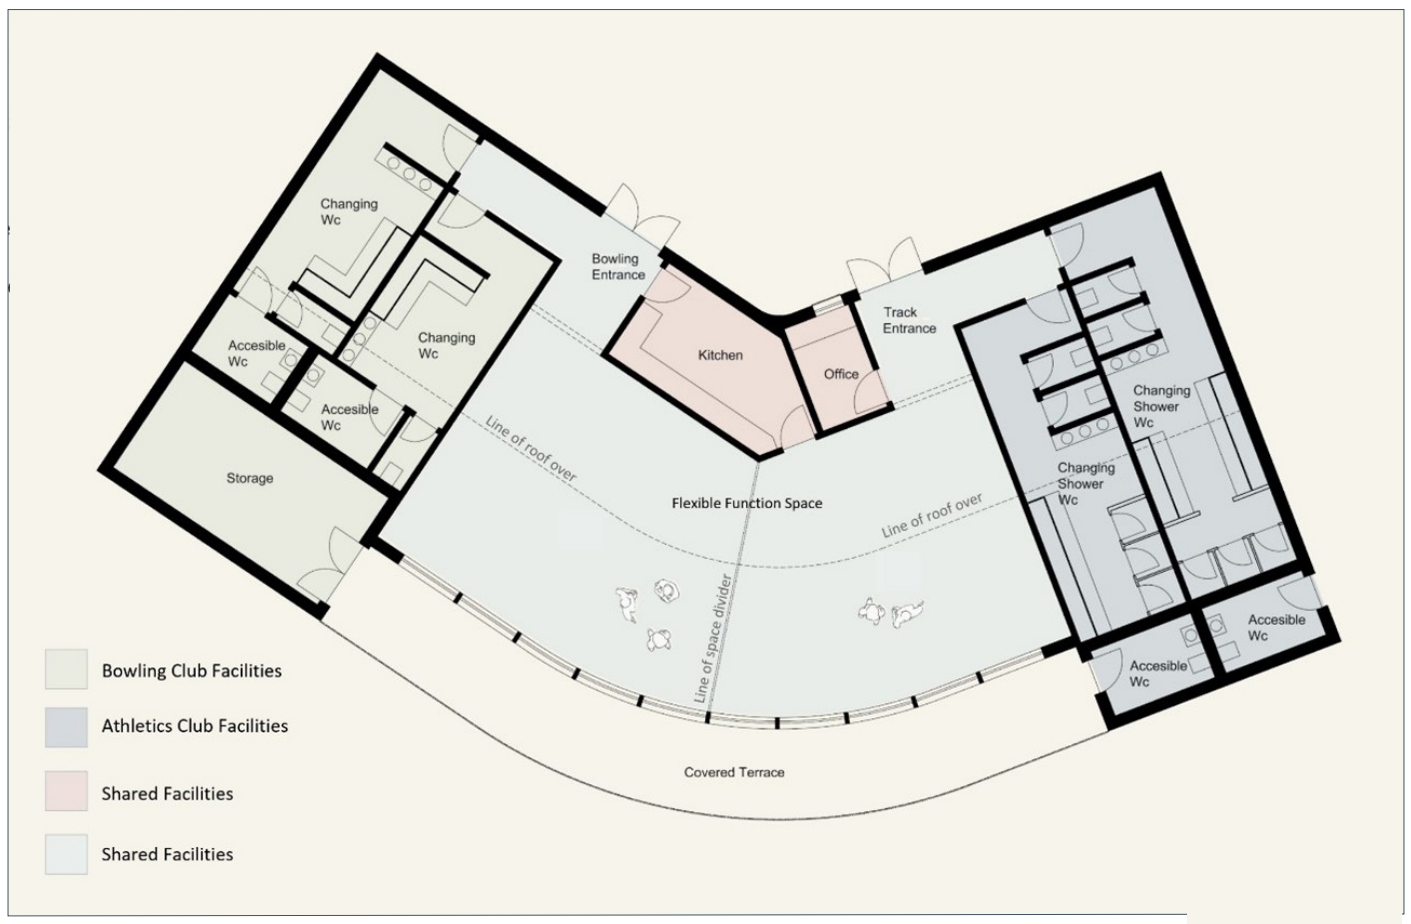 Changing
Wc
Bowling
Entrance
Track
Entrance
Changing
Wc
Accesible
Wc
Kitchen
Office
Accesible
Wc
Changing
Shower
Wc
Line of roof over
Storage
Changing
Shower
Wc
Flexible Function Space
Line of roof over
Line of space divider
Accesible
Wc
Accesible
Wc
Covered Terrace
Bowling Club Facilities
Athletics Club Facilities
Shared Facilities
Shared Facilities